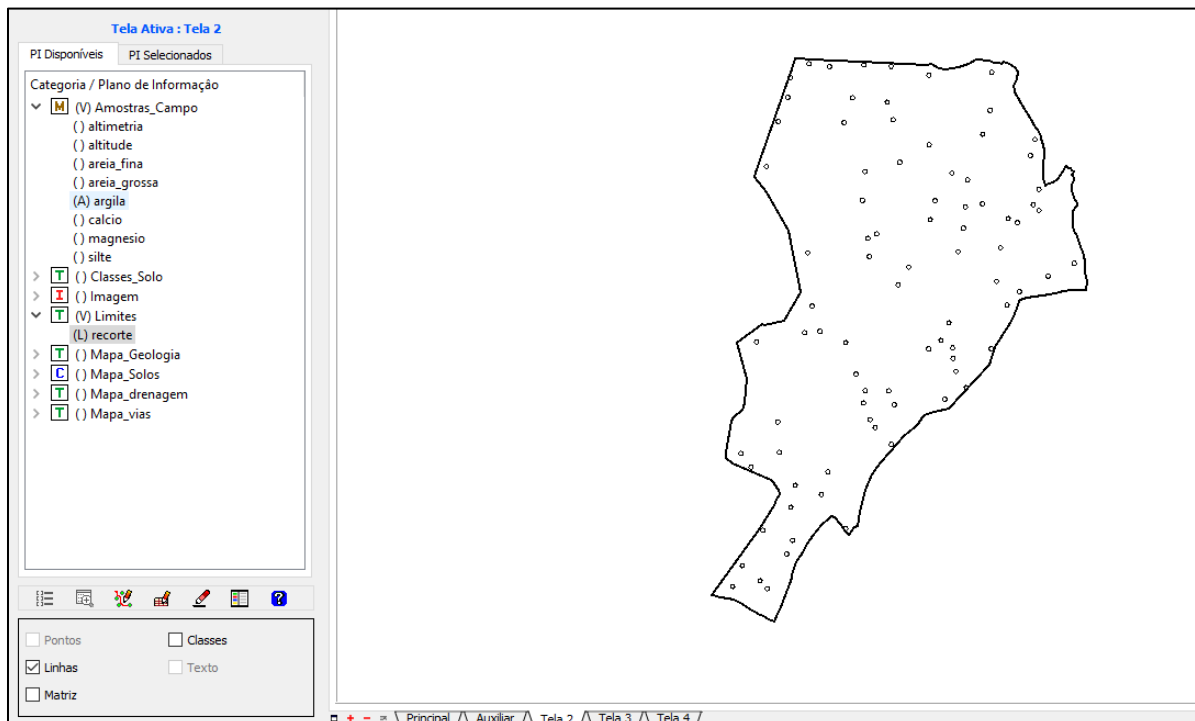 Tela Ativa : Tela 2
PI Disponíveis PI Selecionados
Categoria / Plano de Informação
M (V) Amostras_Campo
( ) altimetria
( ) altitude
( ) areia_fina
( ) areia_grossa
(A) argila
( ) calcio
( ) magnesio
( ) silte
T ( ) Classes_Solo
I ( ) Imagem
T (V) Limites
(L) recorte
T ( ) Mapa_Geologia
C ( ) Mapa_Solos
T ( ) Mapa_drenagem
T ( ) Mapa_vias
?
Pontos Classes
Linhas Texto
Matriz
Principal Auxiliar Tela 2 Tela 3 Tela 4